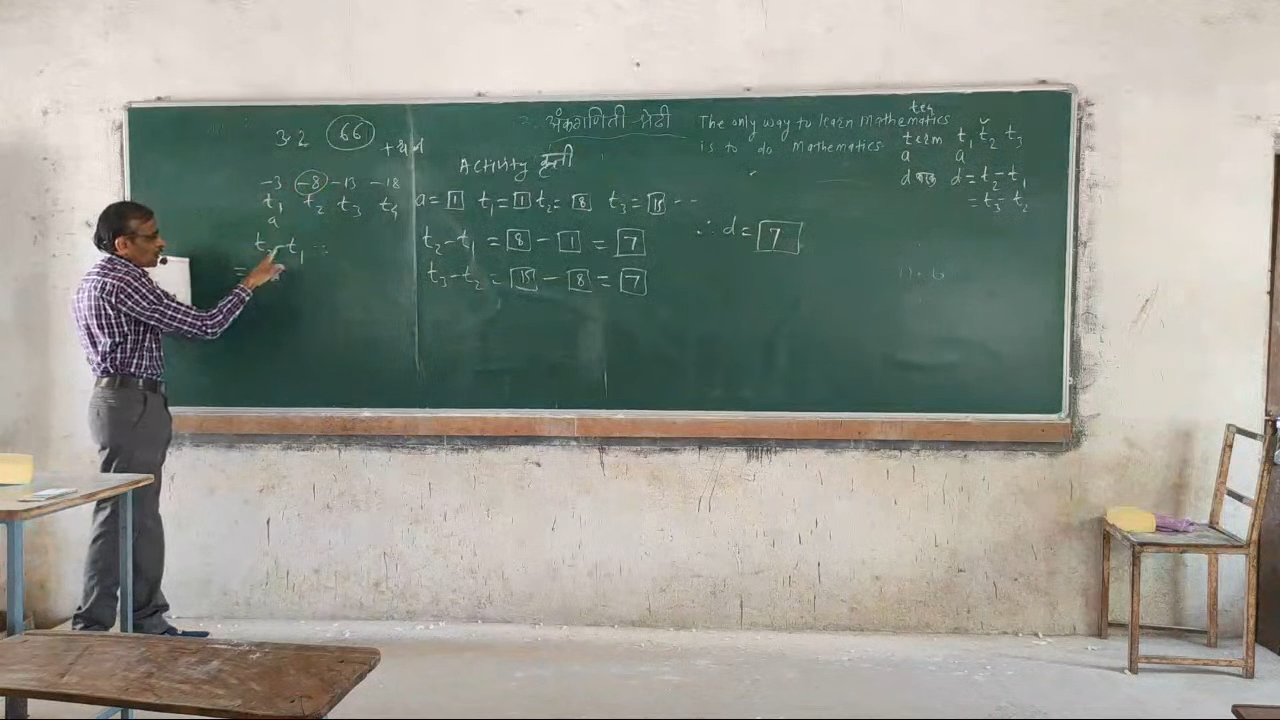 अंकगणिती श्रेढी
The only way to learn Mathematics
is to do Mathematics.
ter
term t₁ t₂ t₃
a a
d d = t₂ - t₁
= t₃ - t₂
3.2 66
Activity कृती
-3 -8 -13 -18
t₁ t₂ t₃ t₄
a
t₂ - t₁ =
=
a = 1 t₁ = 1 t₂ = 8 t₃ = 15 --
t₂ - t₁ = 8 - 1 = 7
t₃ - t₂ = 15 - 8 = 7
∴ d = 7